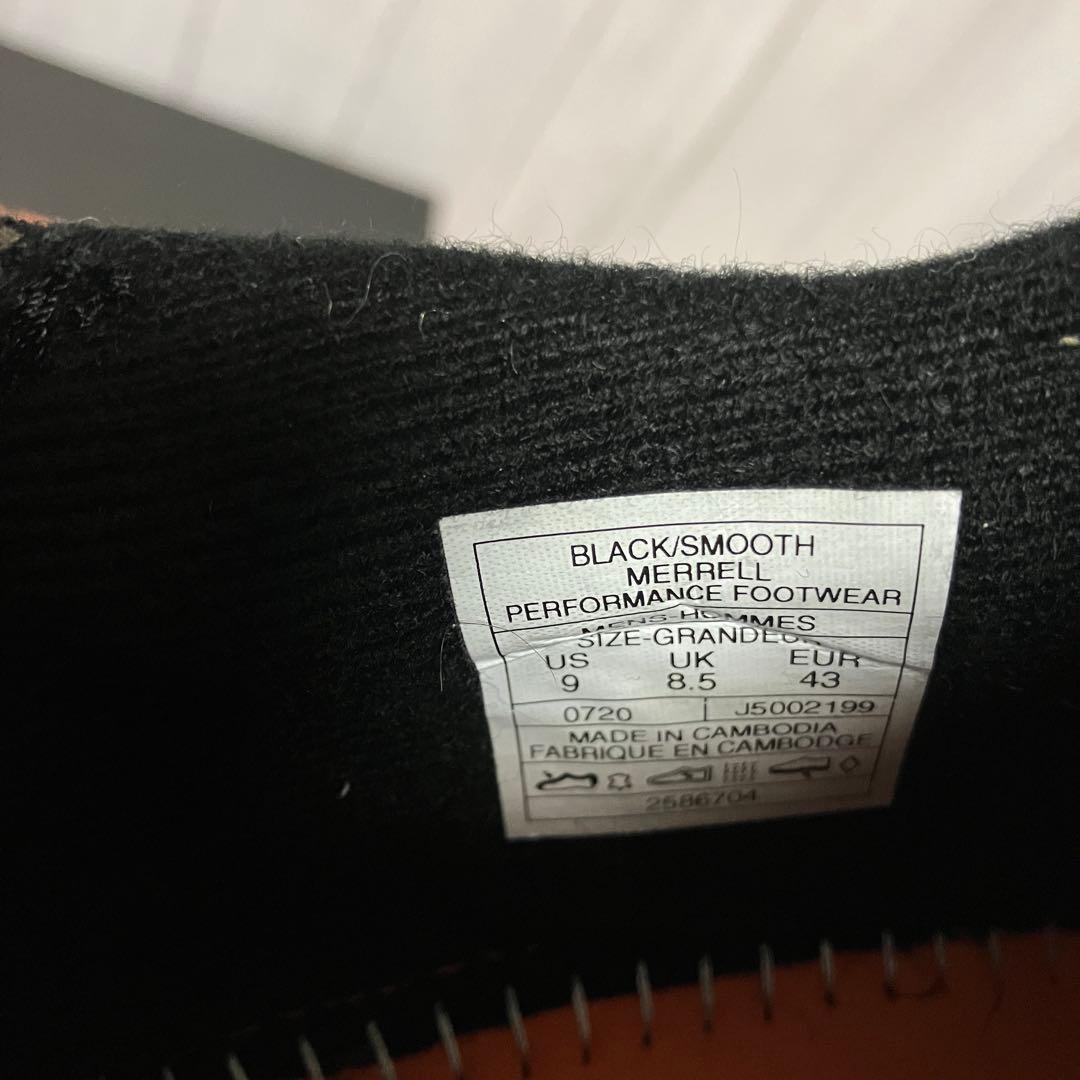 BLACK/SMOOTH
MERRELL
PERFORMANCE FOOTWEAR
MENS-HOMMES
SIZE-GRANDEUR
US UK EUR
9 8.5 43
0720 J5002199
MADE IN CAMBODIA
FABRIQUE EN CAMBODGE
2586704